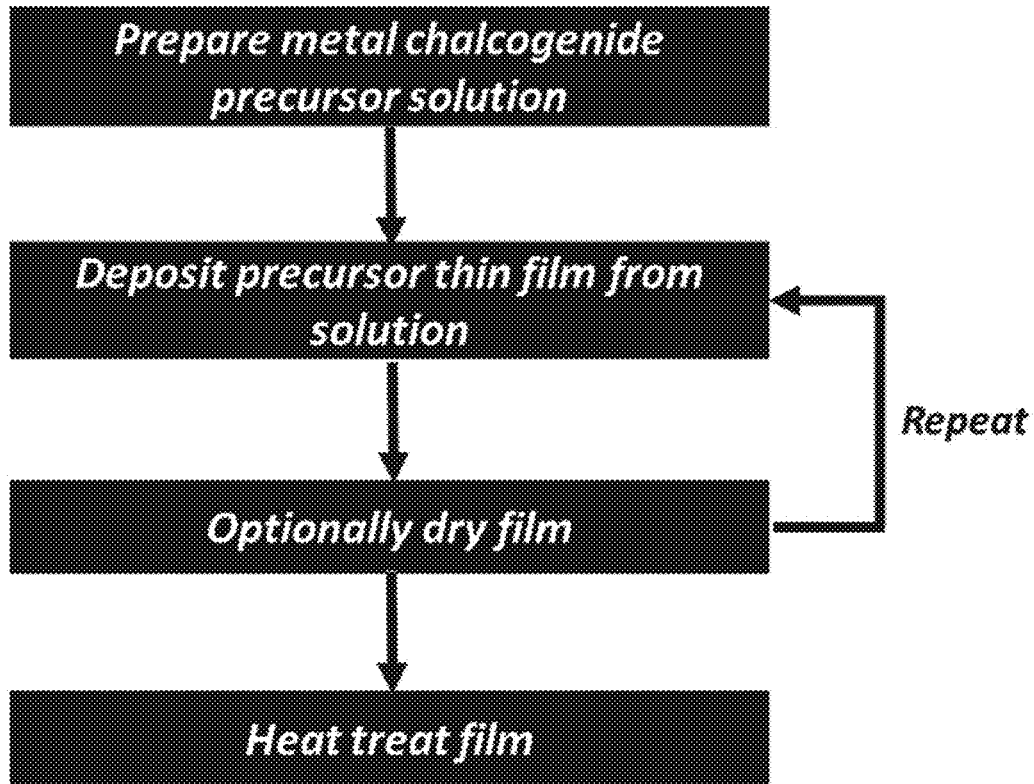 Prepare metal chalcogenide
precursor solution
Deposit precursor thin film from
solution
Repeat
Optionally dry film
Heat treat film